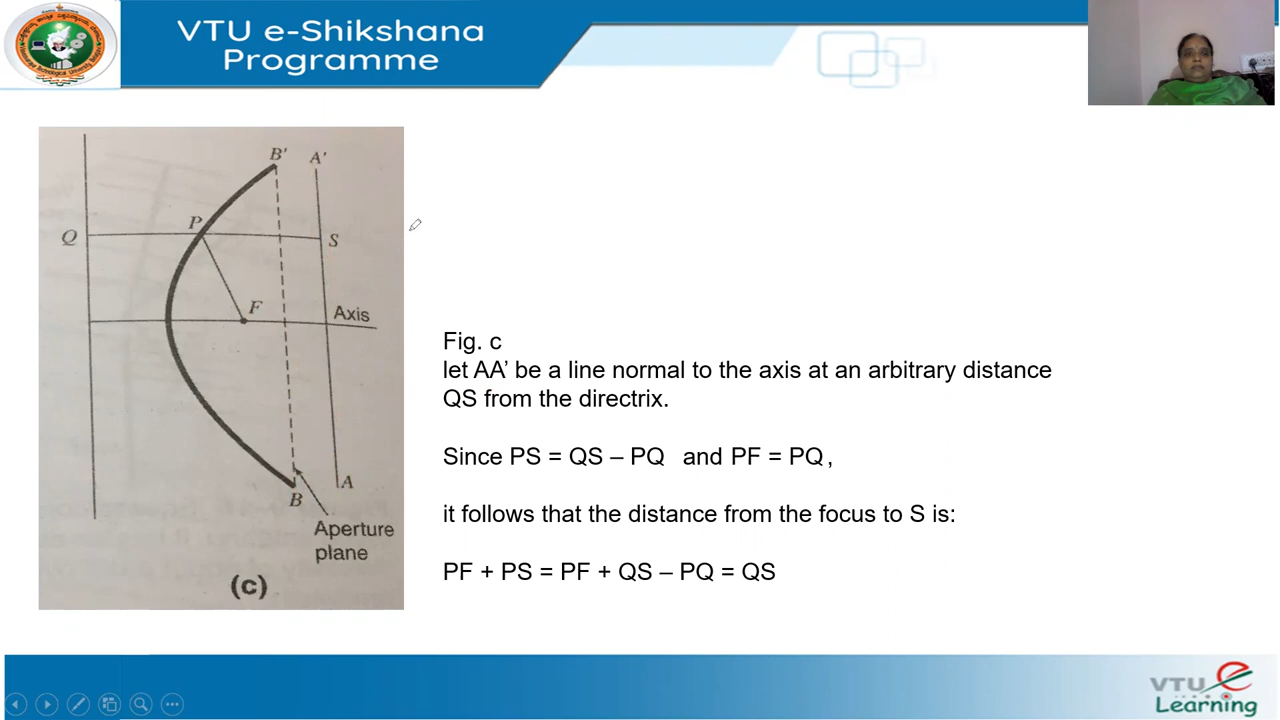 VTU e-Shikshana
Programme
B'
A'
P
Q
S
F
Axis
A
B
Aperture
plane
(c)
Fig. c
let AA’ be a line normal to the axis at an arbitrary distance
QS from the directrix.
Since PS = QS – PQ and PF = PQ ,
it follows that the distance from the focus to S is:
PF + PS = PF + QS – PQ = QS
VTU e
Learning